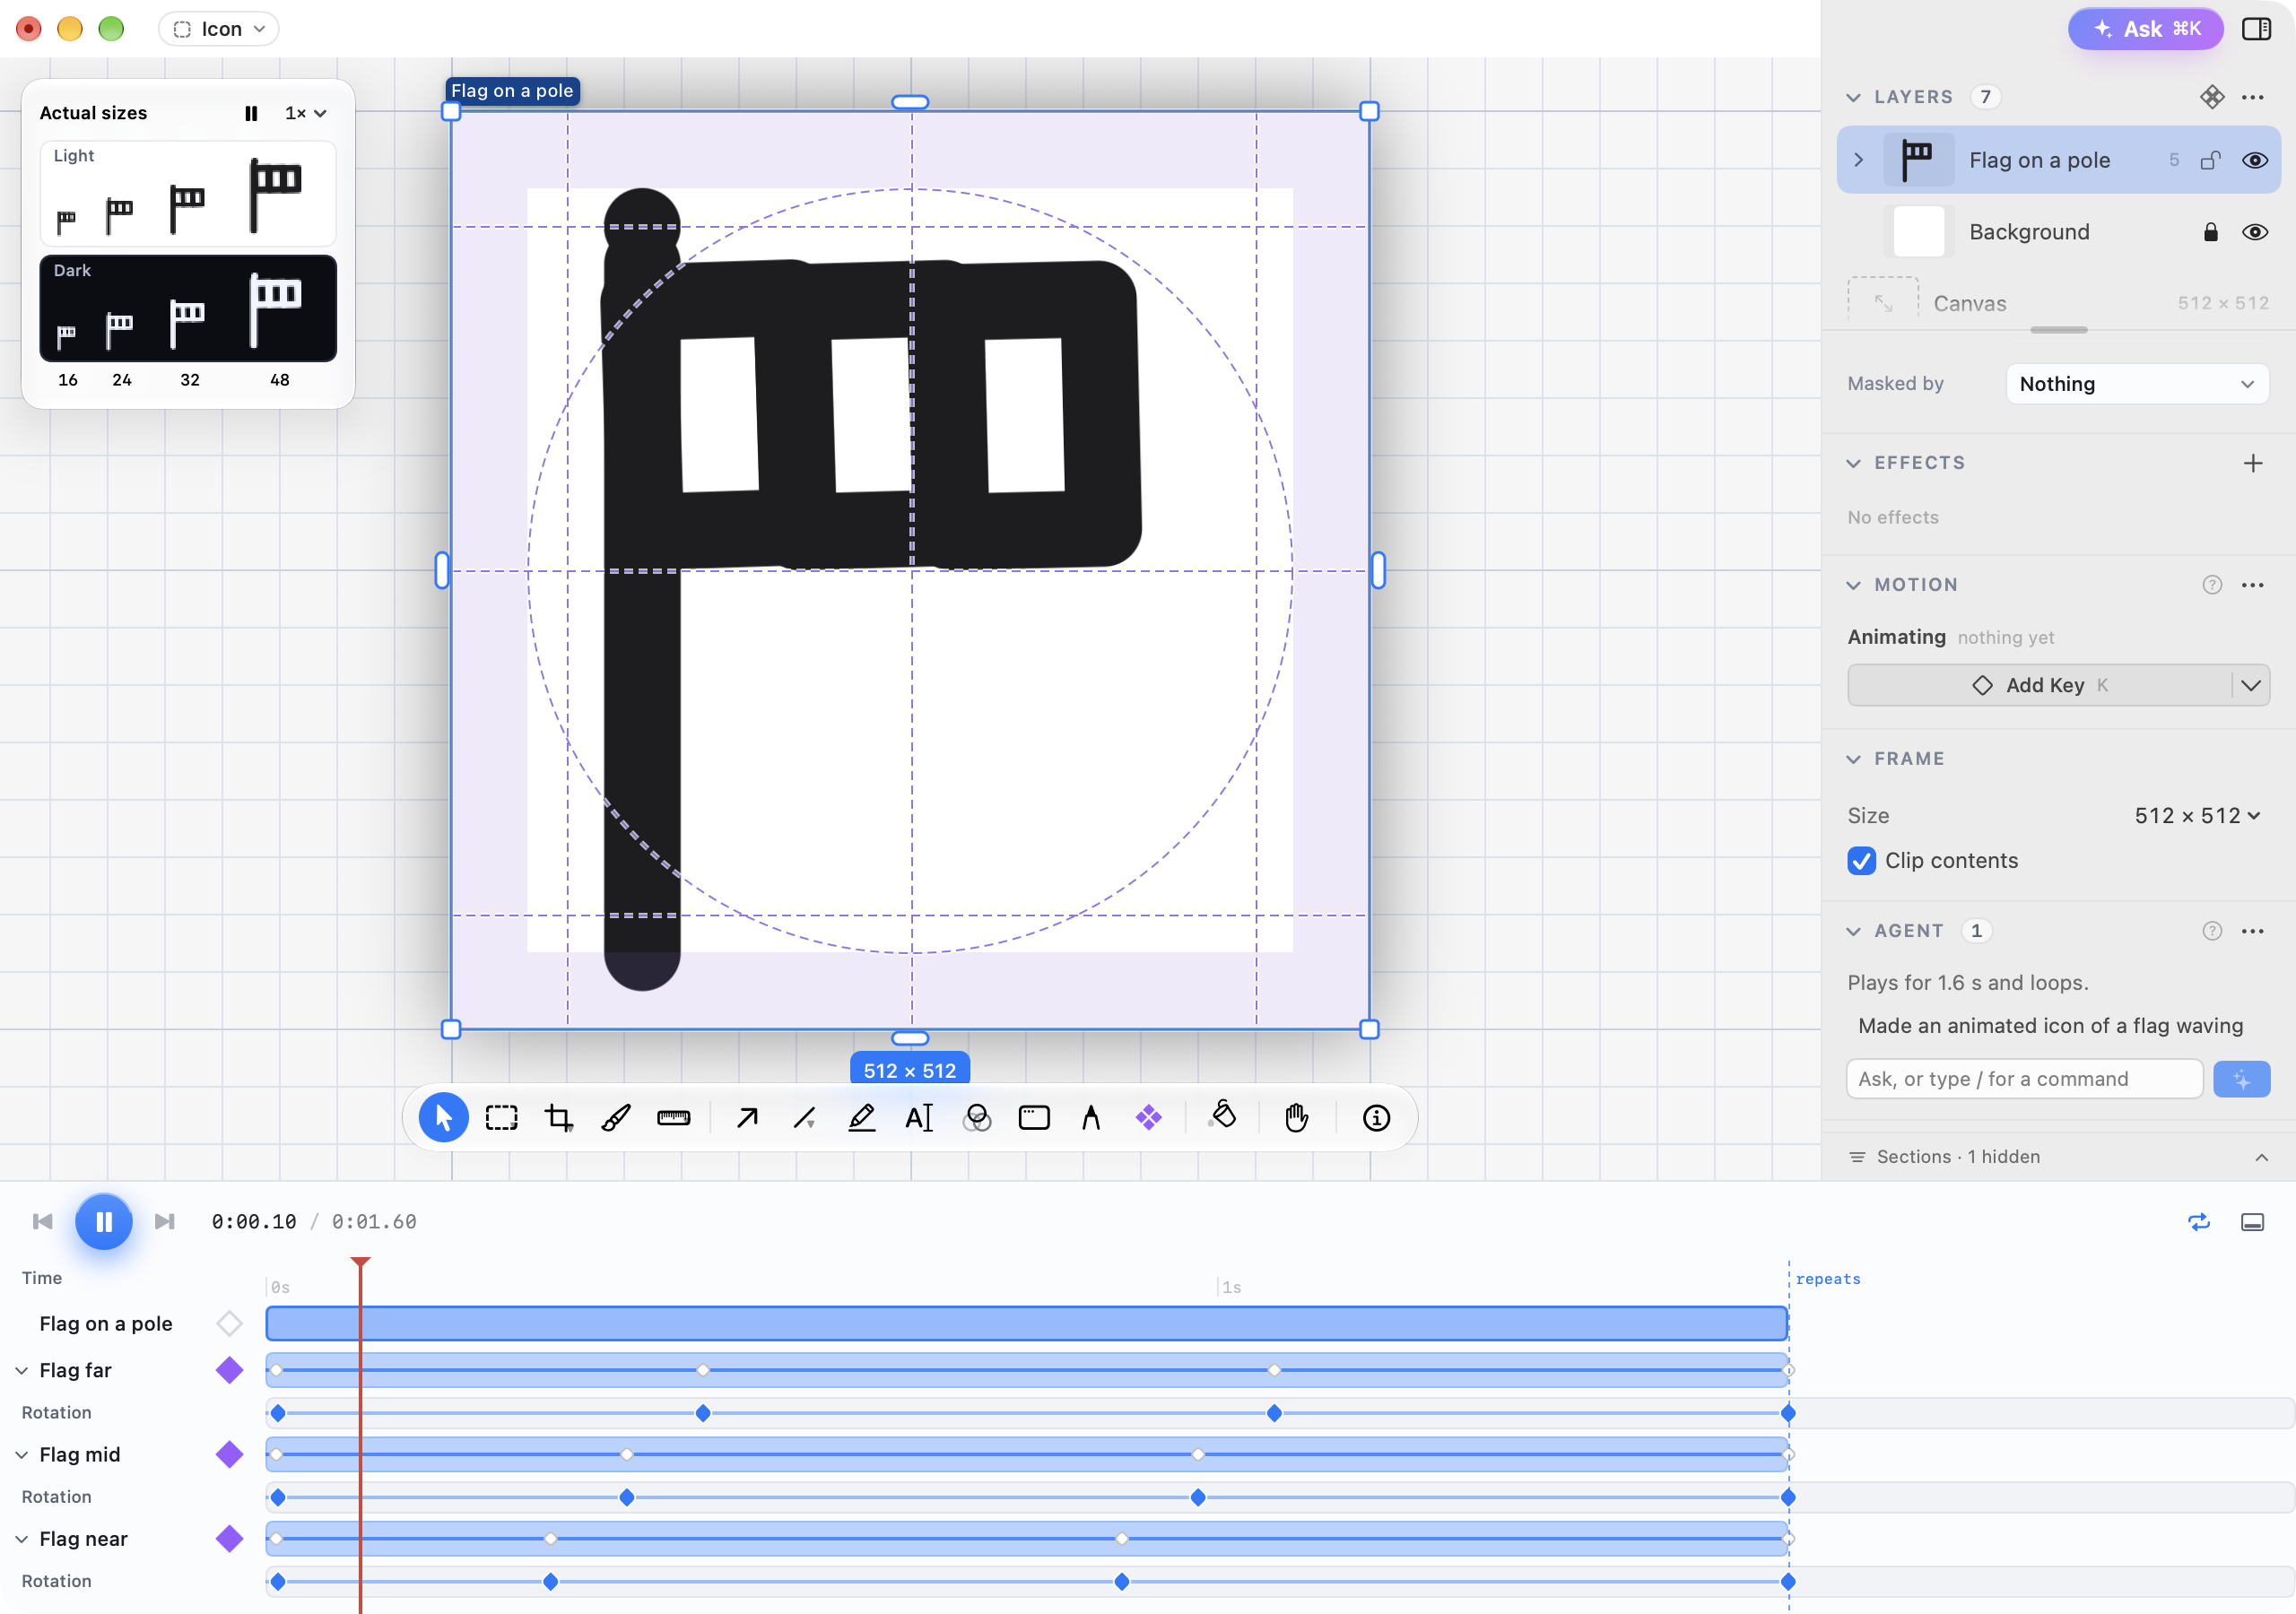 Icon
Ask ⌘K
Actual sizes
1×
Light
Dark
16 24 32 48
Flag on a pole
512 × 512
LAYERS 7
Flag on a pole 5
Background
Canvas 512 × 512
Masked by Nothing
EFFECTS
No effects
MOTION ?
Animating nothing yet
Add Key K
FRAME
Size 512 × 512
Clip contents
AGENT 1 ?
Plays for 1.6 s and loops.
Made an animated icon of a flag waving
Ask, or type / for a command
Sections · 1 hidden
0:00.10 / 0:01.60
Time 0s 1s repeats
Flag on a pole
Flag far
Rotation
Flag mid
Rotation
Flag near
Rotation